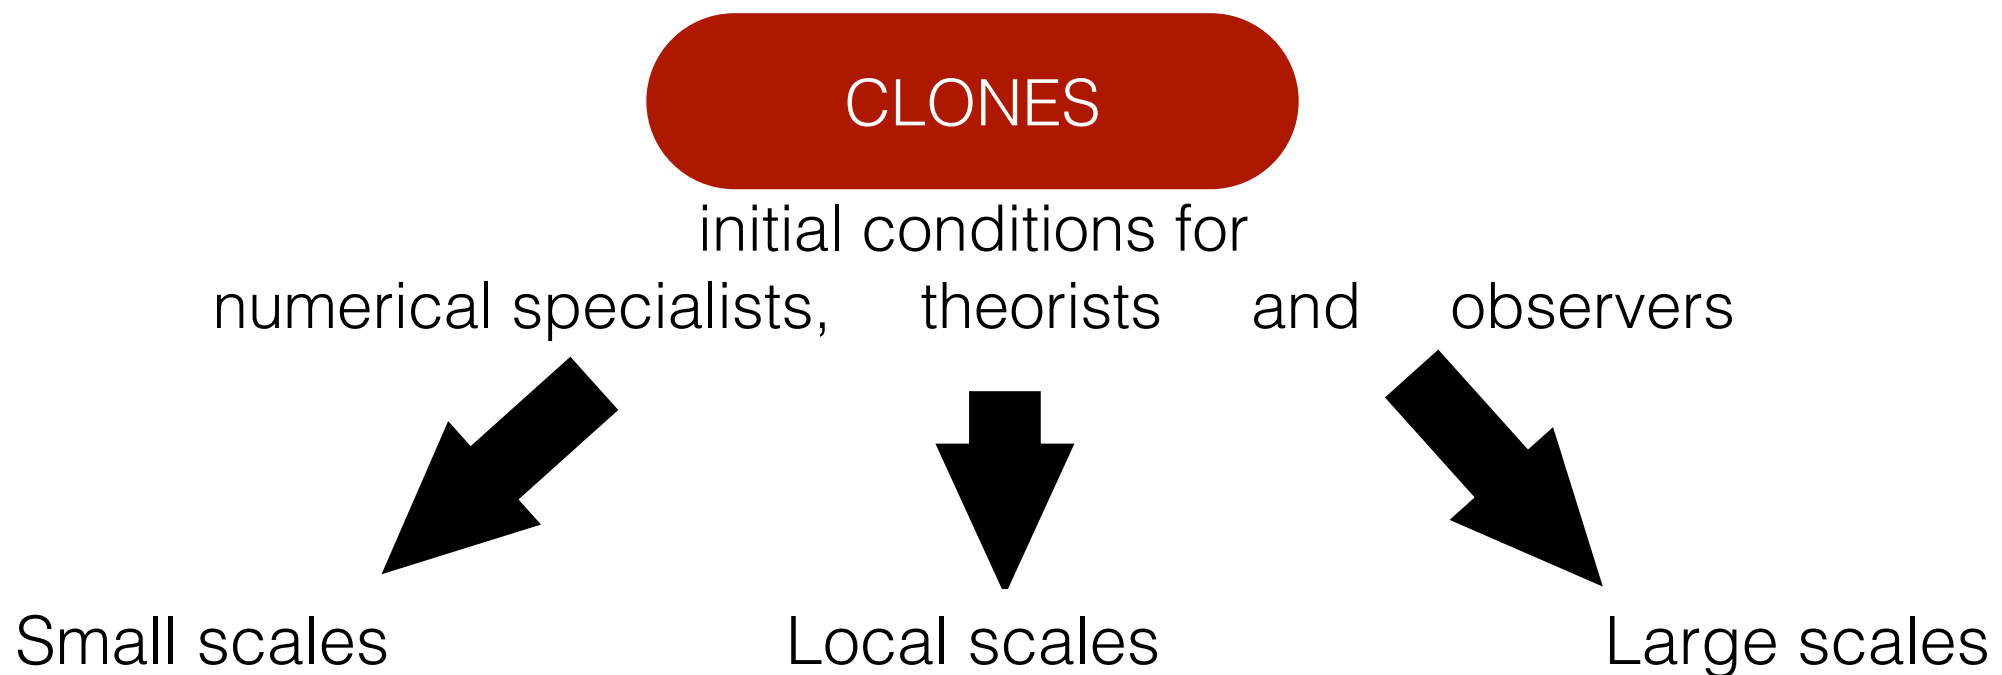 CLONES
initial conditions for
numerical specialists, theorists and observers
Small scales Local scales Large scales